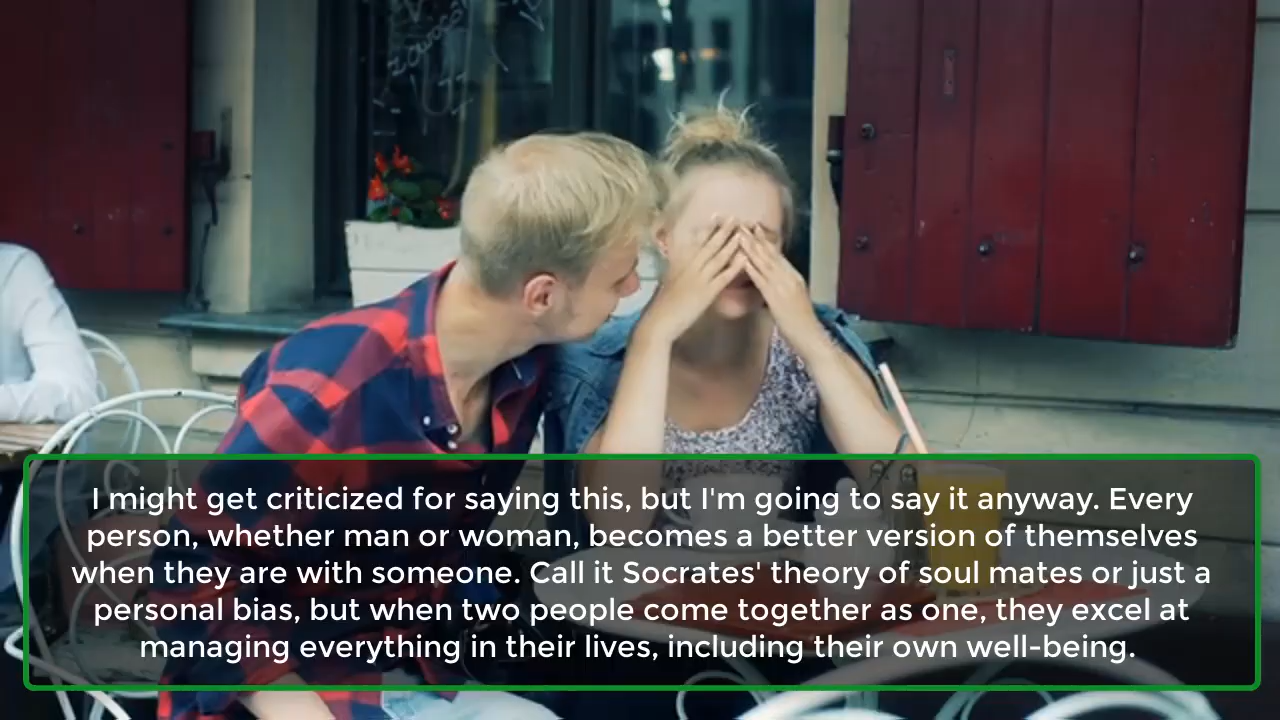 I might get criticized for saying this, but I'm going to say it anyway. Every
person, whether man or woman, becomes a better version of themselves
when they are with someone. Call it Socrates' theory of soul mates or just a
personal bias, but when two people come together as one, they excel at
managing everything in their lives, including their own well-being.